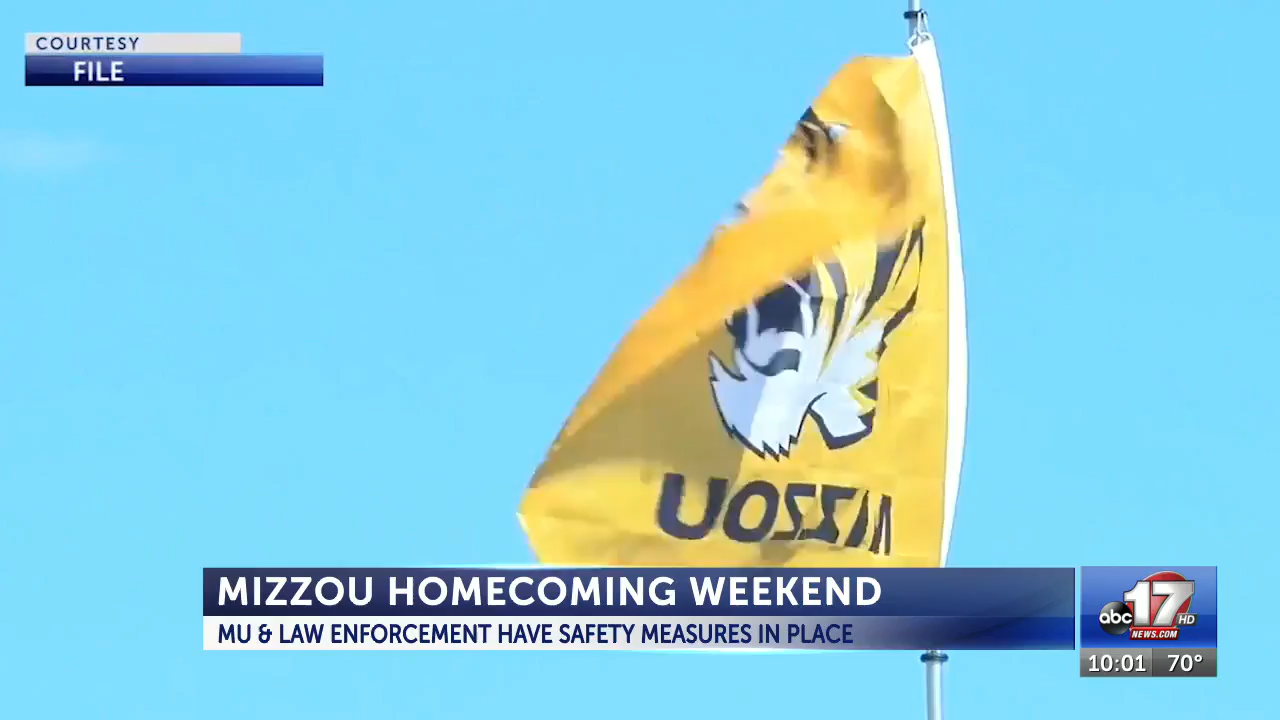 COURTESY
FILE
MIZZOU
MIZZOU HOMECOMING WEEKEND
MU & LAW ENFORCEMENT HAVE SAFETY MEASURES IN PLACE
abc 17 HD
NEWS.COM
10:01 70°